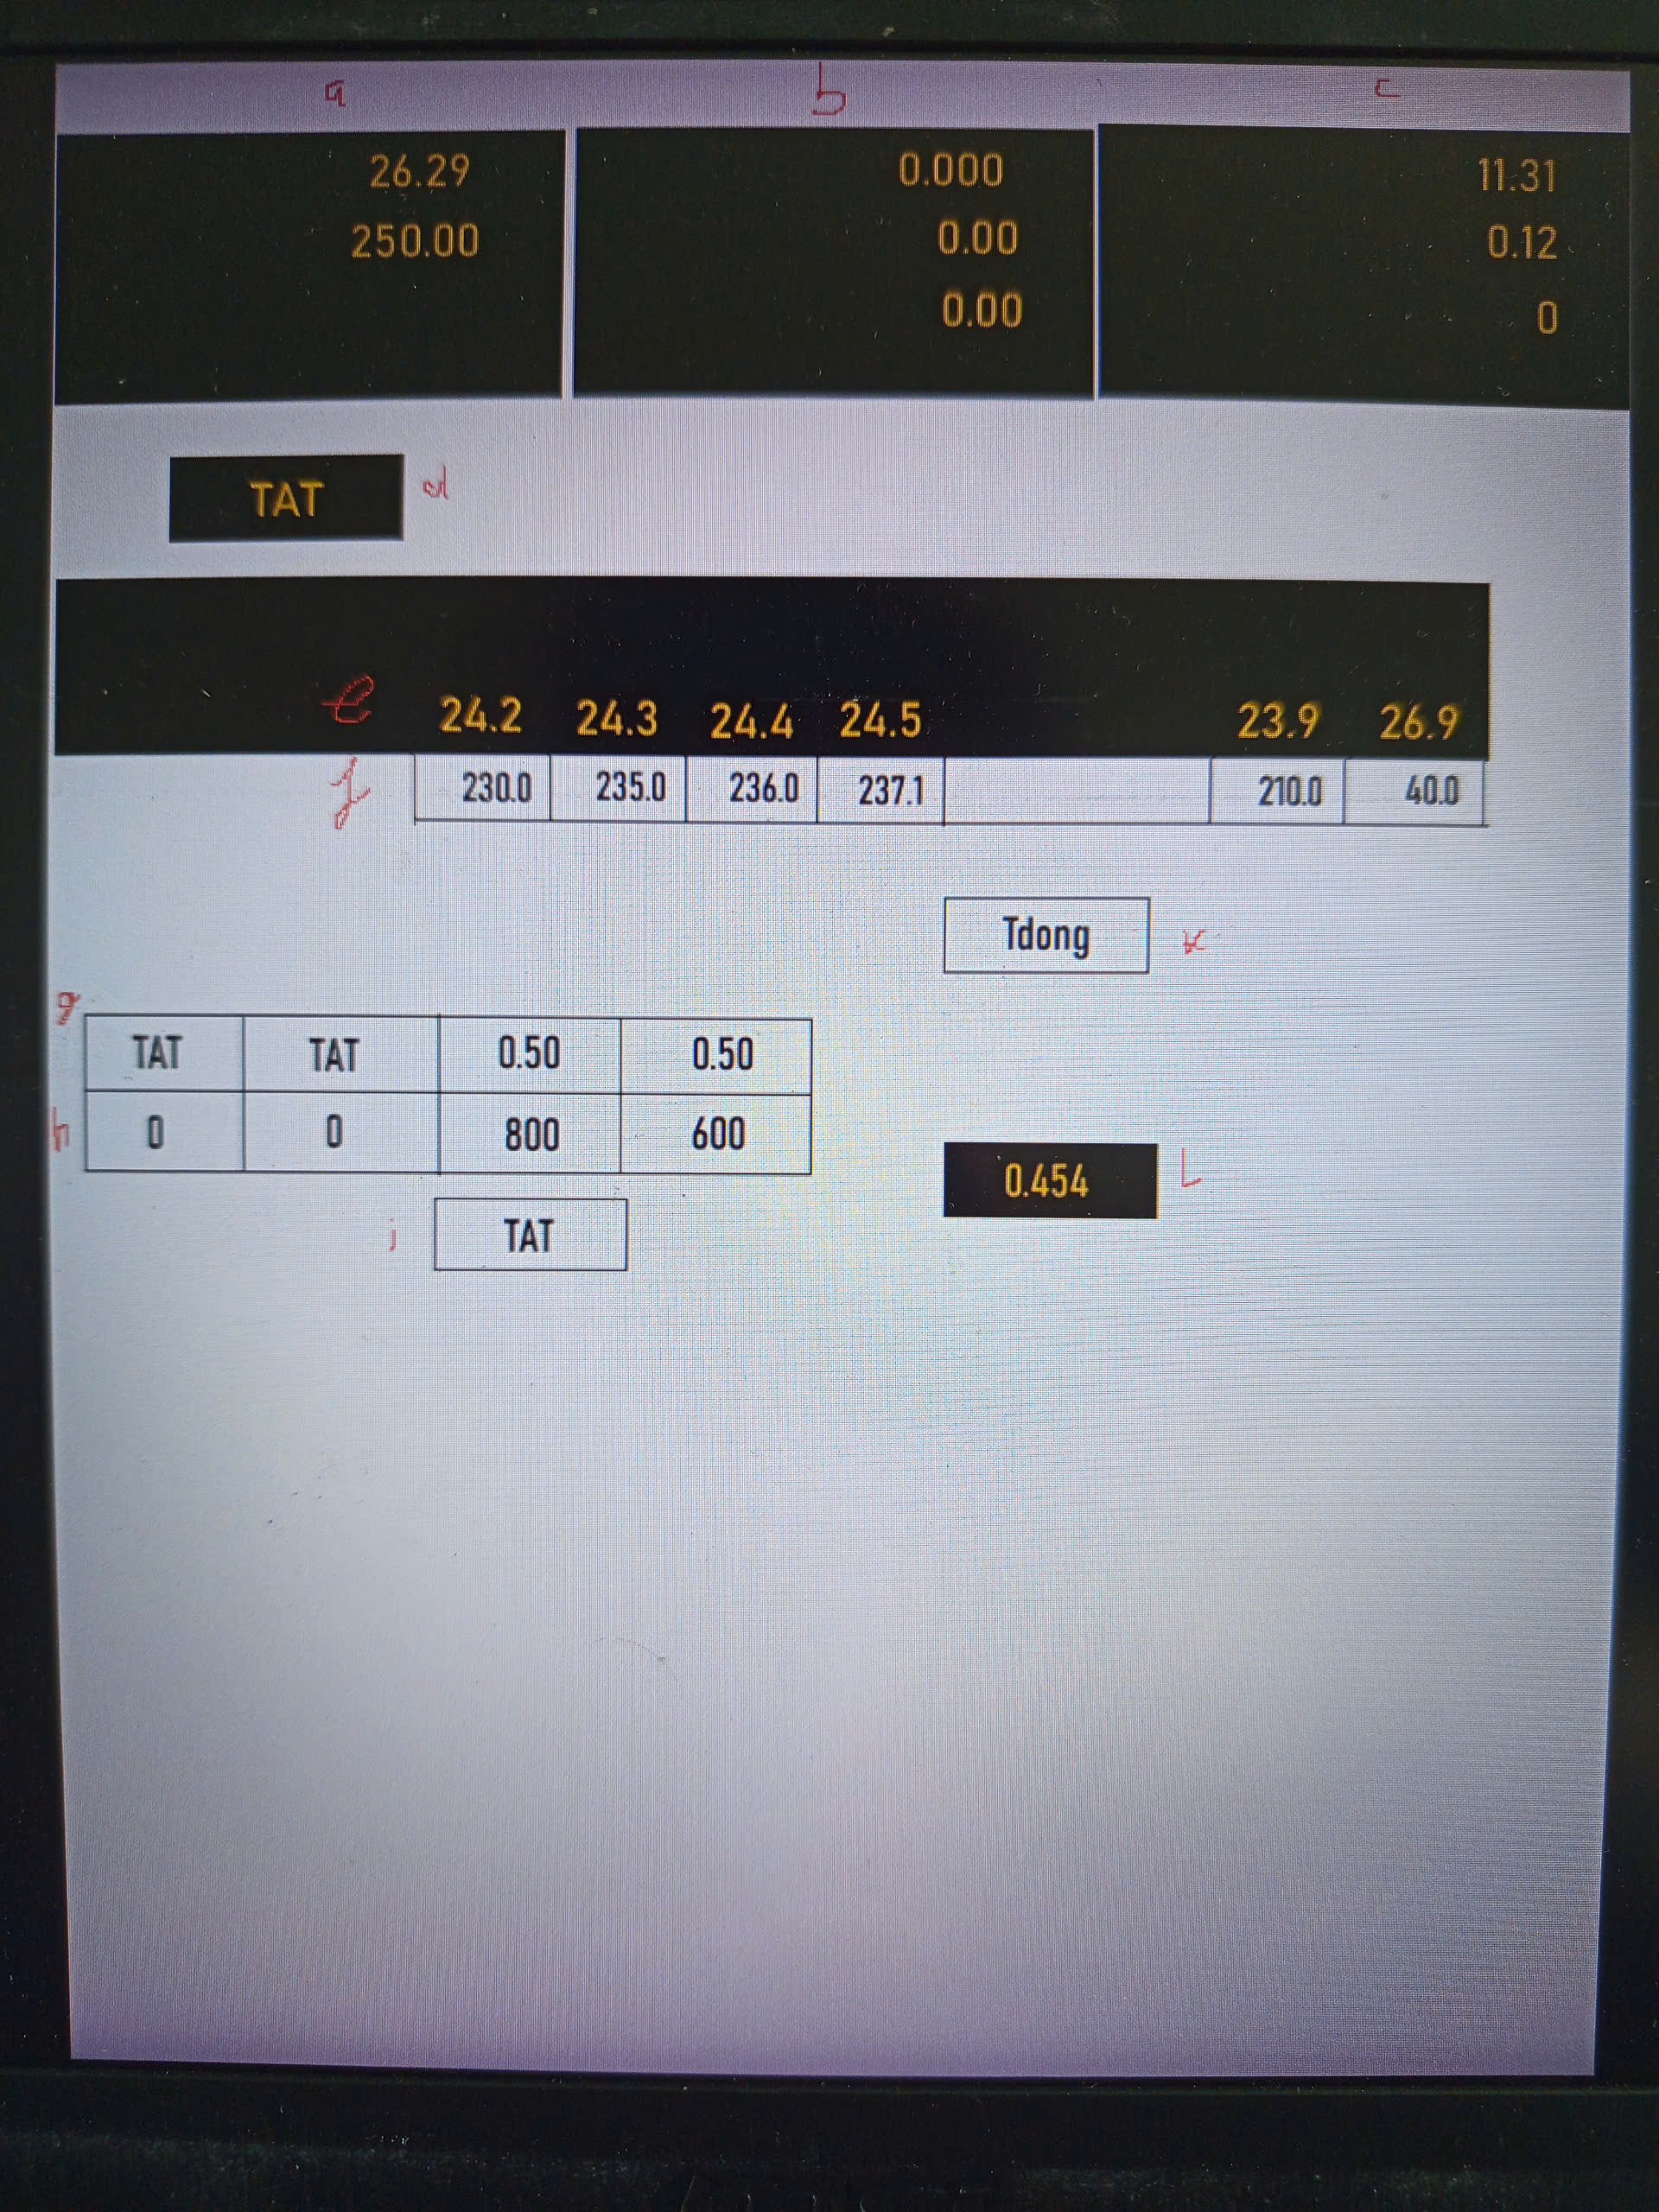 a b c
26.29 0.000 11:31
250.00 0.00 0.12
0.00 0
TAT d
e 24.2 24.3 24.4 24.5 23.9 26.9
f 230.0 235.0 236.0 237.1 210.0 40.0
Tdong k
g TAT TAT 0.50 0.50
h 0 0 800 600
0.454 L
j TAT